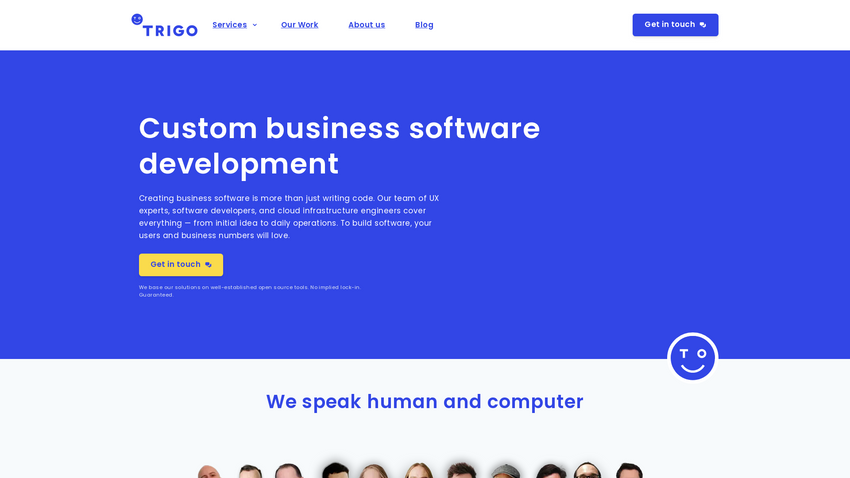 TRIGO
Services
Our Work
About us
Blog
Get in touch
Custom business software
development
Creating business software is more than just writing code. Our team of UX
experts, software developers, and cloud infrastructure engineers cover
everything — from initial idea to daily operations. To build software, your
users and business numbers will love.
Get in touch
We base our solutions on well-established open source tools. No implied lock-in.
Guaranteed.
T O
We speak human and computer